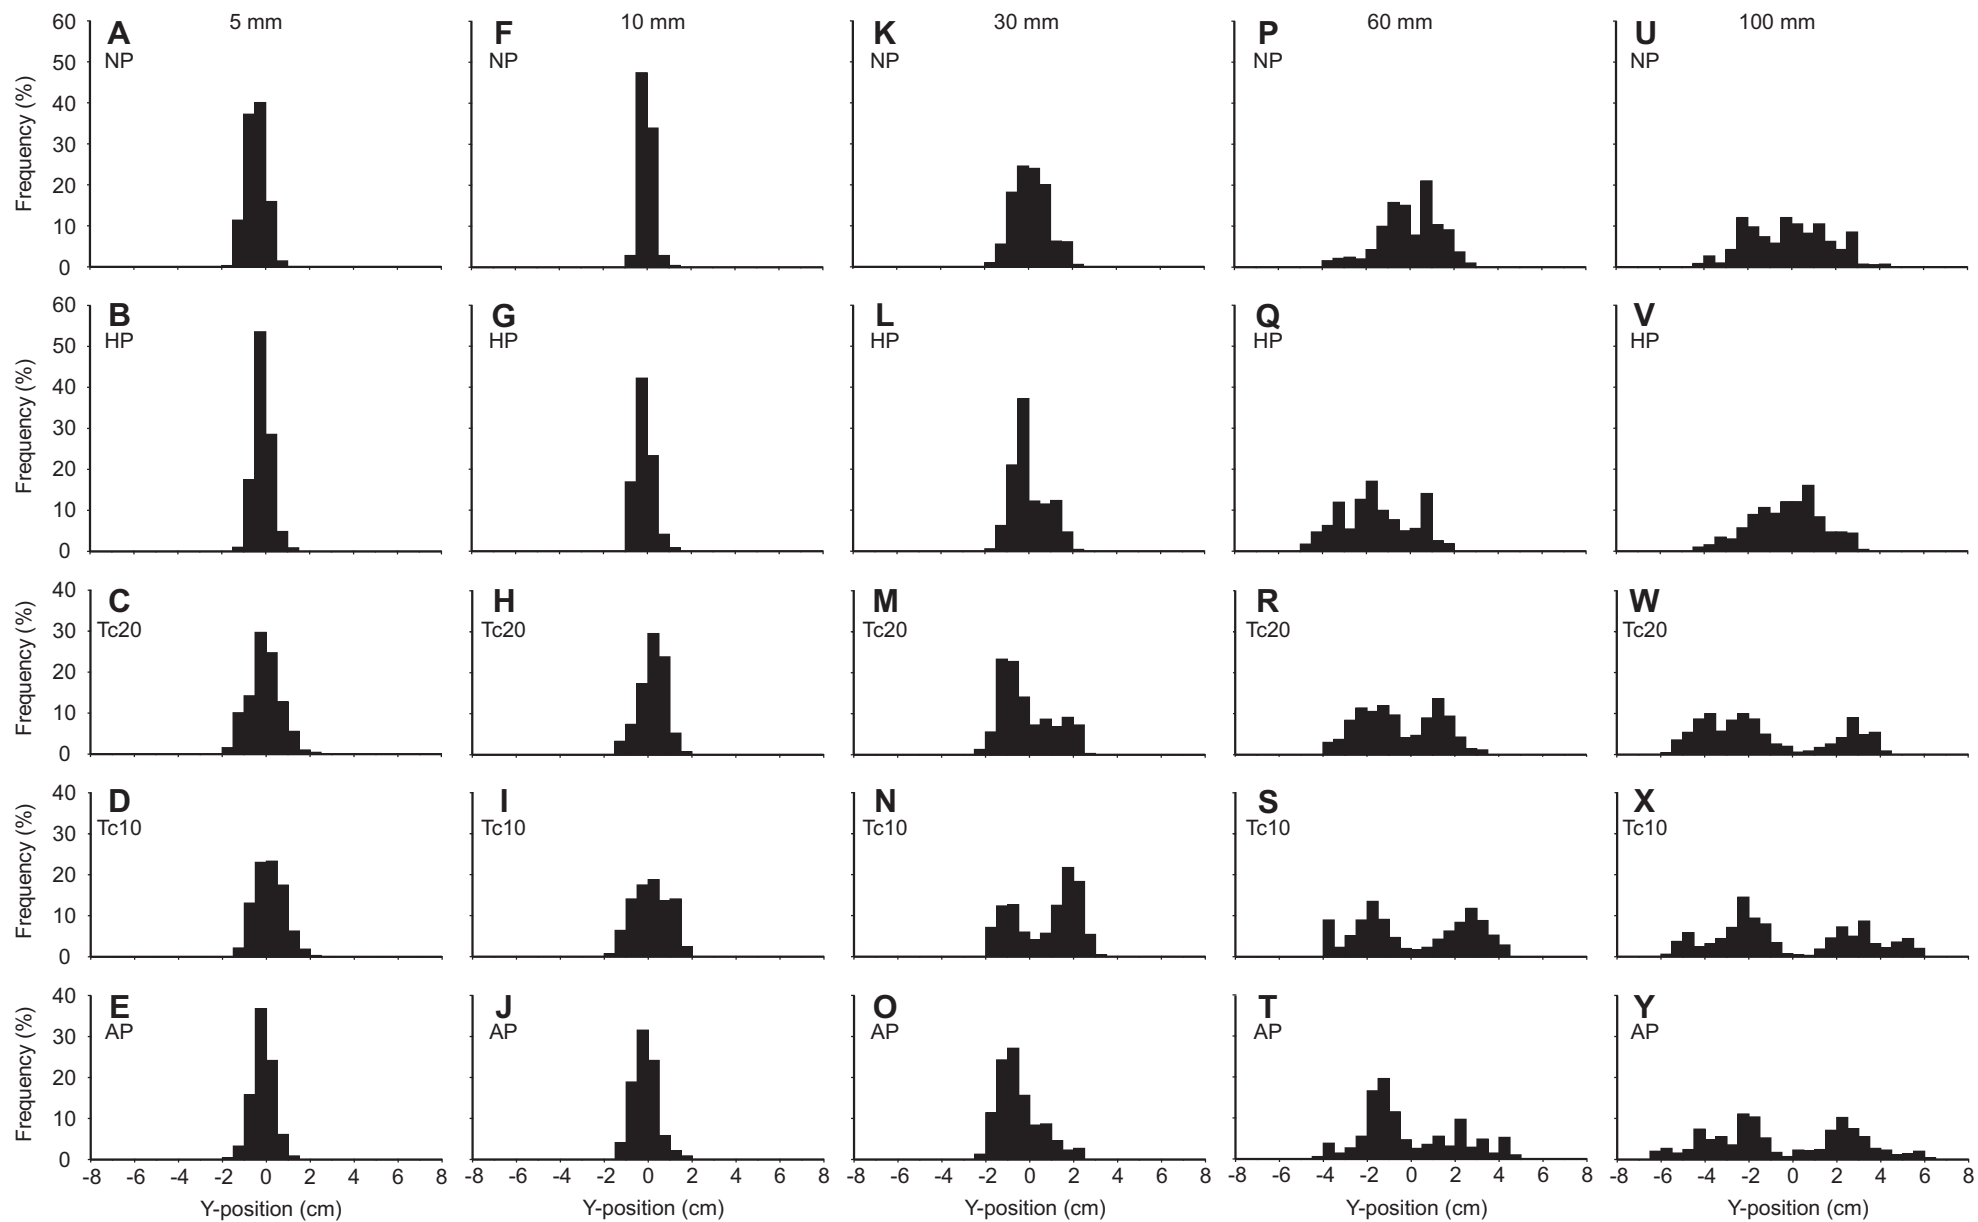 5 mm 10 mm 30 mm 60 mm 100 mm
A F K P U
NP NP NP NP NP
Frequency (%)
60
50
40
30
20
10
0
B G L Q V
HP HP HP HP HP
Frequency (%)
60
50
40
30
20
10
0
C H M R W
Tc20 Tc20 Tc20 Tc20 Tc20
Frequency (%)
40
30
20
10
0
D I N S X
Tc10 Tc10 Tc10 Tc10 Tc10
Frequency (%)
40
30
20
10
0
E J O T Y
AP AP AP AP AP
Frequency (%)
40
30
20
10
0
-8 -6 -4 -2 0 2 4 6 8 -8 -6 -4 -2 0 2 4 6 8 -8 -6 -4 -2 0 2 4 6 8 -8 -6 -4 -2 0 2 4 6 8 -8 -6 -4 -2 0 2 4 6 8
Y-position (cm) Y-position (cm) Y-position (cm) Y-position (cm) Y-position (cm)